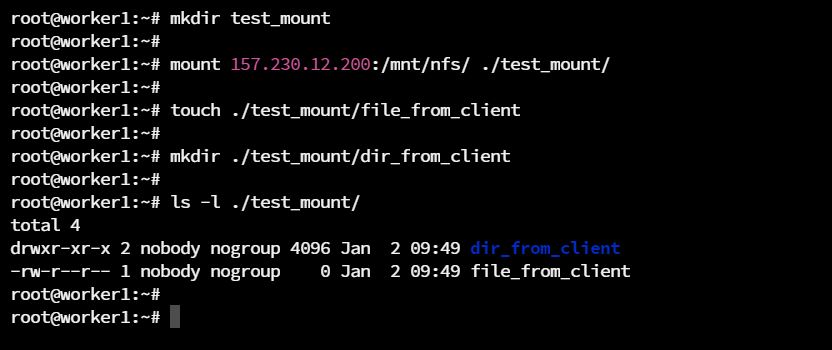 root@worker1:~# mkdir test_mount
root@worker1:~#
root@worker1:~# mount 157.230.12.200:/mnt/nfs/ ./test_mount/
root@worker1:~#
root@worker1:~# touch ./test_mount/file_from_client
root@worker1:~#
root@worker1:~# mkdir ./test_mount/dir_from_client
root@worker1:~#
root@worker1:~# ls -l ./test_mount/
total 4
drwxr-xr-x 2 nobody nogroup 4096 Jan  2 09:49 dir_from_client
-rw-r--r-- 1 nobody nogroup    0 Jan  2 09:49 file_from_client
root@worker1:~#
root@worker1:~#